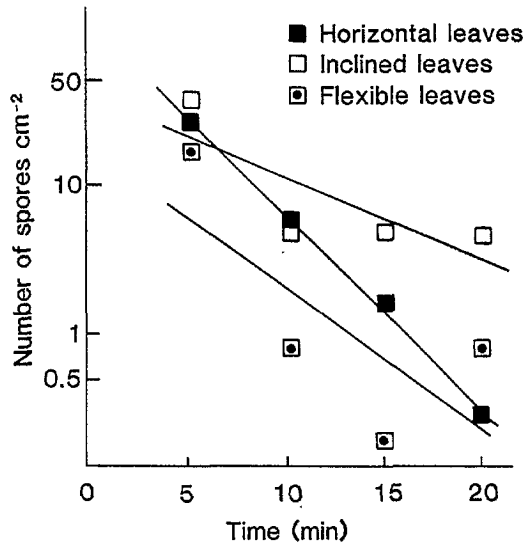 Horizontal leaves
Inclined leaves
Flexible leaves
Number of spores cm⁻²
50
10
1
0.5
0 5 10 15 20
Time (min)